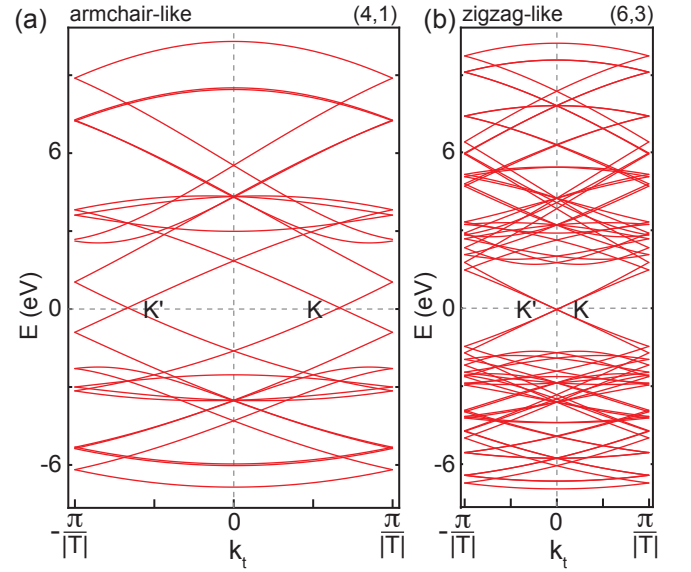 (a) armchair-like (4,1)
E (eV)
6
0
-6
K' K
-π/|T| 0 π/|T|
k_t
(b) zigzag-like (6,3)
E (eV)
6
0
-6
K' K
-π/|T| 0 π/|T|
k_t